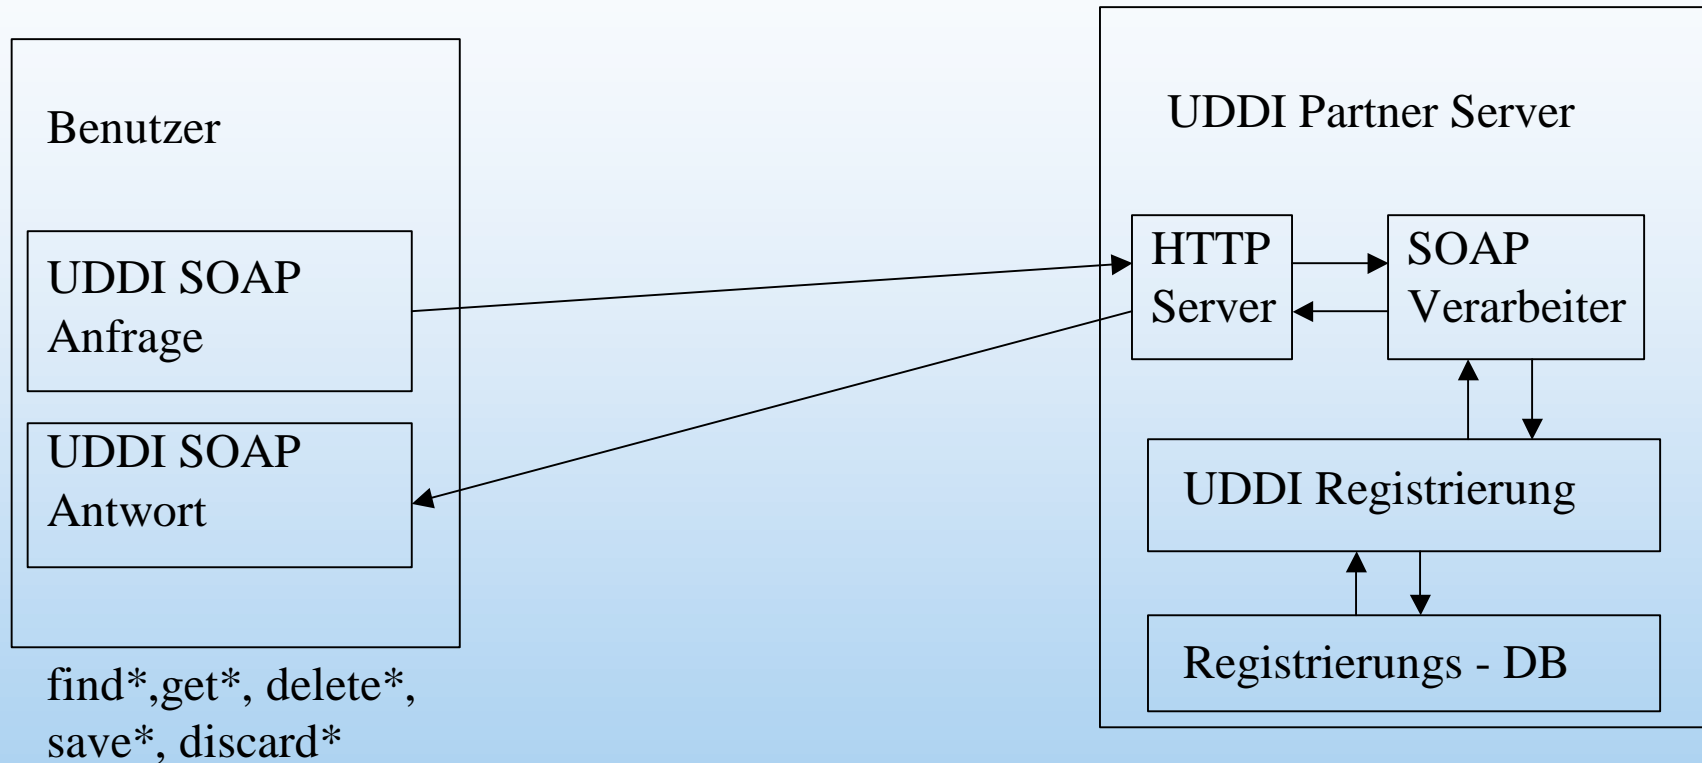 Benutzer
UDDI SOAP
Anfrage
UDDI SOAP
Antwort
find*,get*, delete*,
save*, discard*
UDDI Partner Server
HTTP
Server
SOAP
Verarbeiter
UDDI Registrierung
Registrierungs - DB